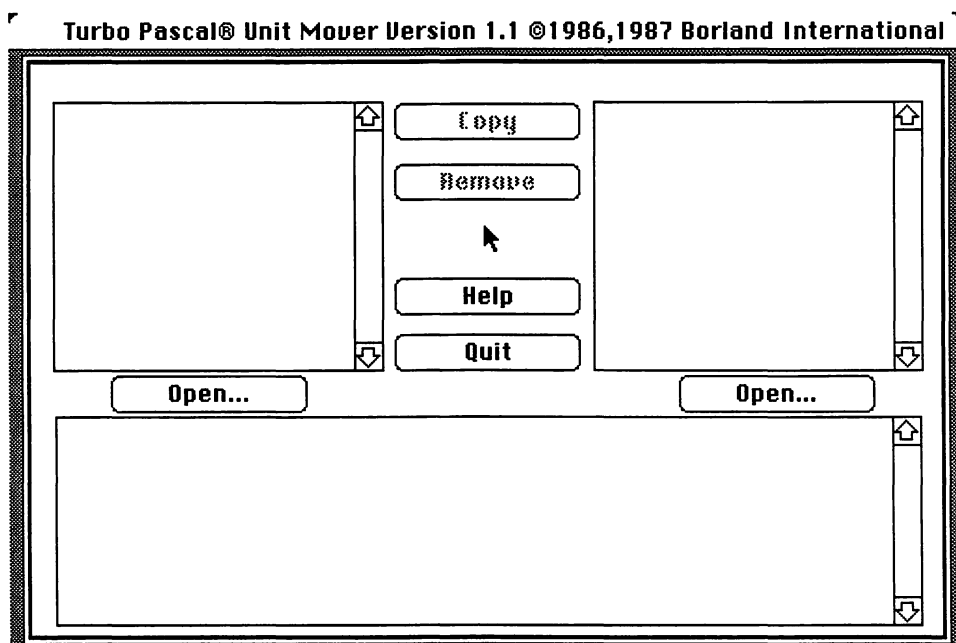 Turbo Pascal® Unit Mover Version 1.1 ©1986,1987 Borland International
Copy
Remove
Help
Quit
Open...
Open...